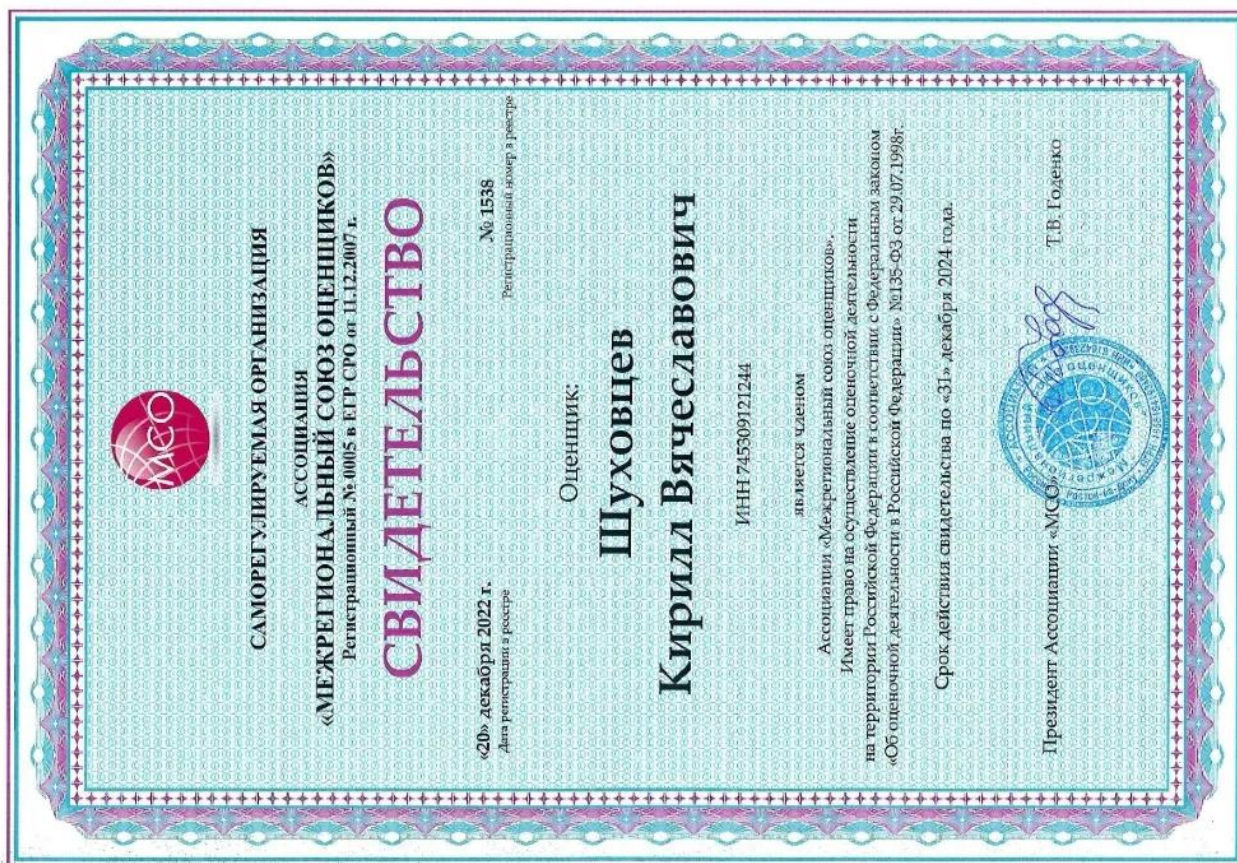 МСО
САМОРЕГУЛИРУЕМАЯ ОРГАНИЗАЦИЯ
АССОЦИАЦИЯ
«МЕЖРЕГИОНАЛЬНЫЙ СОЮЗ ОЦЕНЩИКОВ»
Регистрационный № 0005 в ЕГР СРО от 11.12.2007 г.
СВИДЕТЕЛЬСТВО
«20» декабря 2022 г. № 1538
Дата регистрации в реестре Регистрационный номер в реестре
Оценщик:
Шуховцев
Кирилл Вячеславович
ИНН 745309121244
является членом
Ассоциации «Межрегиональный союз оценщиков».
Имеет право на осуществление оценочной деятельности
на территории Российской Федерации в соответствии с Федеральным законом
«Об оценочной деятельности в Российской Федерации» №135-ФЗ от 29.07.1998г.
Срок действия свидетельства по «31» декабря 2024 года.
Президент Ассоциации «МСО» Т.В. Годенко